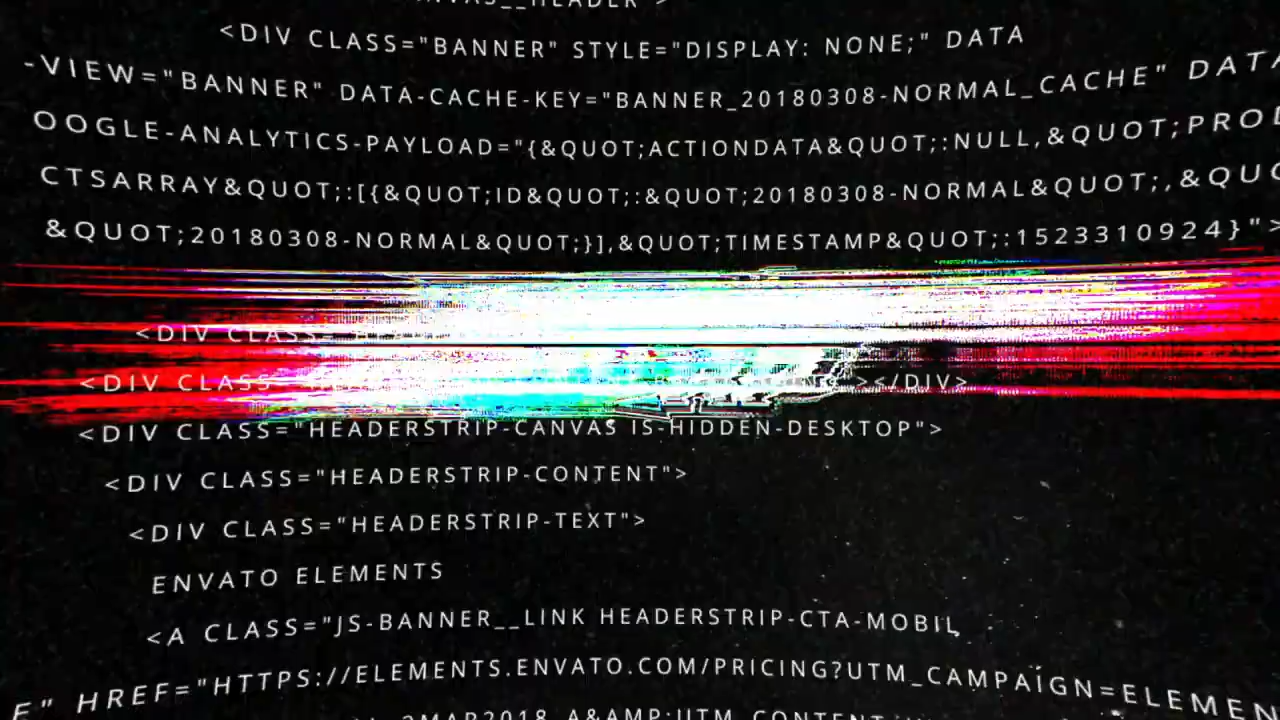 <DIV CLASS="BANNER" STYLE="DISPLAY: NONE;" DATA
-VIEW="BANNER" DATA-CACHE-KEY="BANNER_20180308-NORMAL_CACHE" DATA
OOGLE-ANALYTICS-PAYLOAD="{&QUOT;ACTIONDATA&QUOT;:NULL,&QUOT;PROD
CTSARRAY&QUOT;:[{&QUOT;ID&QUOT;:&QUOT;20180308-NORMAL&QUOT;,&QUO
&QUOT;20180308-NORMAL&QUOT;}],&QUOT;TIMESTAMP&QUOT;:1523310924}">
<DIV CLASS=
<DIV CLASS ></DIV>
<DIV CLASS="HEADERSTRIP-CANVAS IS-HIDDEN-DESKTOP">
<DIV CLASS="HEADERSTRIP-CONTENT">
<DIV CLASS="HEADERSTRIP-TEXT">
ENVATO ELEMENTS
<A CLASS="JS-BANNER__LINK HEADERSTRIP-CTA-MOBIL
E" HREF="HTTPS://ELEMENTS.ENVATO.COM/PRICING?UTM_CAMPAIGN=ELEMEN